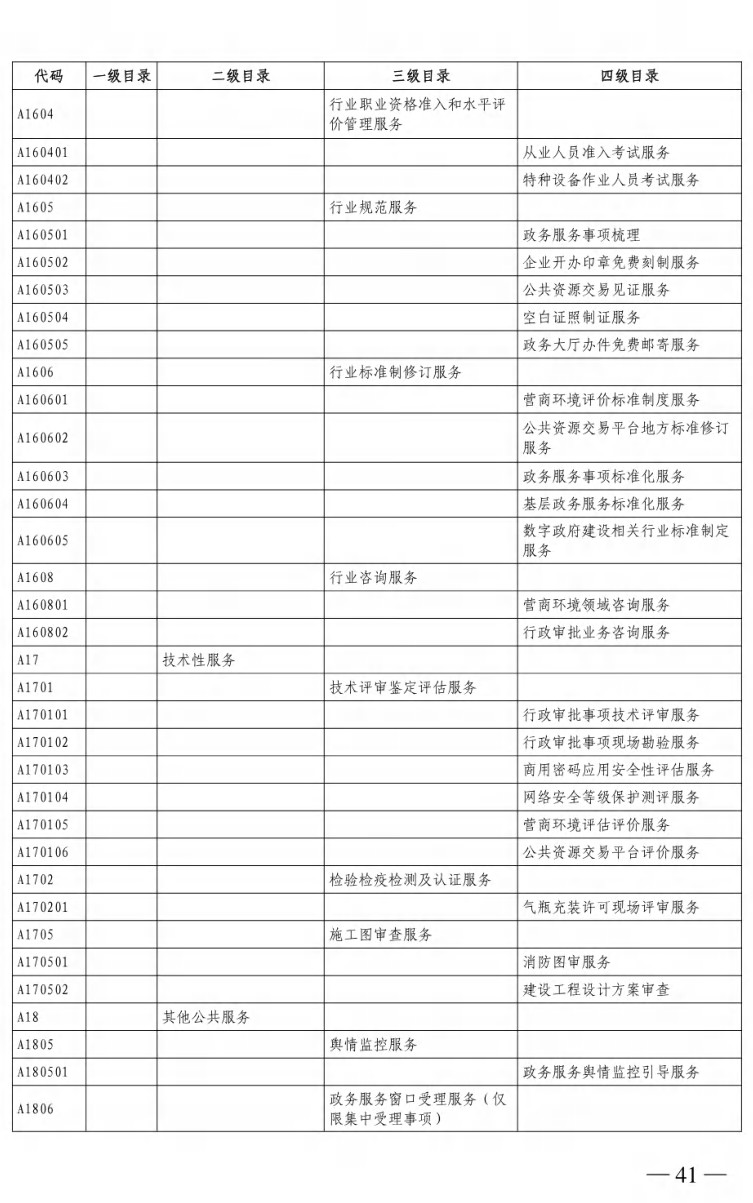 代码 一级目录 二级目录 三级目录 四级目录
A1604 行业职业资格准入和水平评
价管理服务
A160401 从业人员准入考试服务
A160402 特种设备作业人员考试服务
A1605 行业规范服务
A160501 政务服务事项梳理
A160502 企业开办印章免费刻制服务
A160503 公共资源交易见证服务
A160504 空白证照制证服务
A160505 政务大厅办件免费邮寄服务
A1606 行业标准制修订服务
A160601 营商环境评价标准制度服务
A160602 公共资源交易平台地方标准修订
服务
A160603 政务服务事项标准化服务
A160604 基层政务服务标准化服务
A160605 数字政府建设相关行业标准制定
服务
A1608 行业咨询服务
A160801 营商环境领域咨询服务
A160802 行政审批业务咨询服务
A17 技术性服务
A1701 技术评审鉴定评估服务
A170101 行政审批事项技术评审服务
A170102 行政审批事项现场勘验服务
A170103 商用密码应用安全性评估服务
A170104 网络安全等级保护测评服务
A170105 营商环境评估评价服务
A170106 公共资源交易平台评价服务
A1702 检验检疫检测及认证服务
A170201 气瓶充装许可现场评审服务
A1705 施工图审查服务
A170501 消防图审服务
A170502 建设工程设计方案审查
A18 其他公共服务
A1805 舆情监控服务
A180501 政务服务舆情监控引导服务
A1806 政务服务窗口受理服务（仅
限集中受理事项）
— 41 —